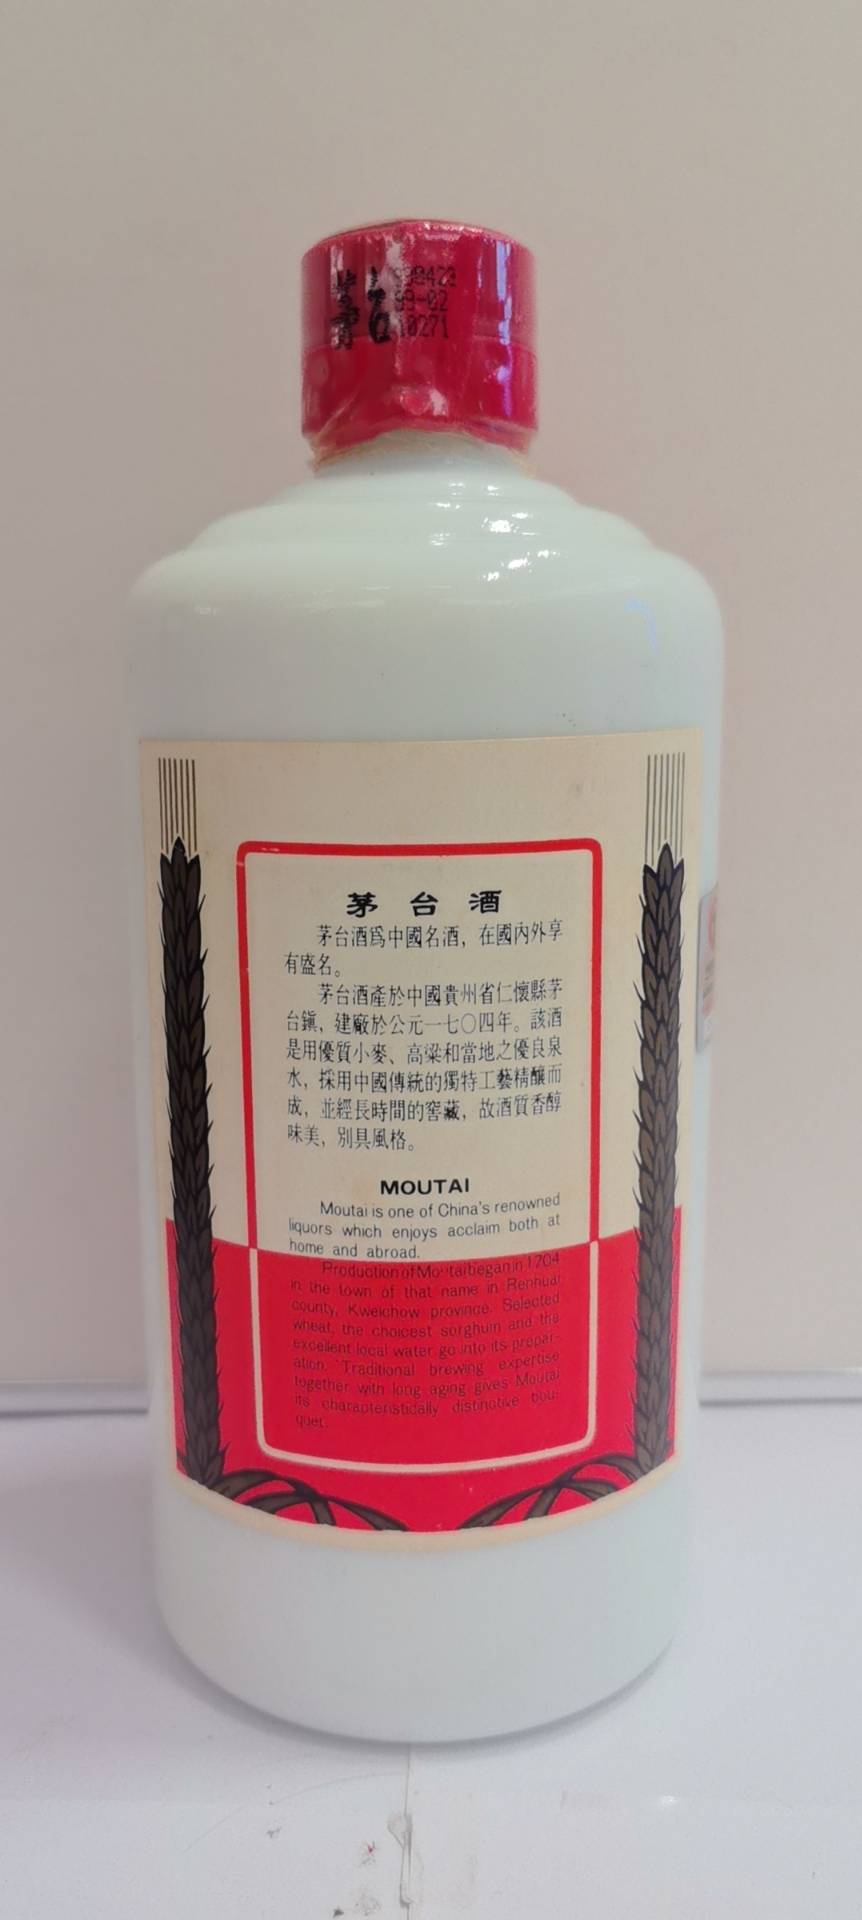 茅台
990423
99-02
10271
茅台酒
茅台酒爲中國名酒，在國內外享
有盛名。
茅台酒產於中國貴州省仁懷縣茅
台鎭，建廠於公元一七〇四年。該酒
是用優質小麥、高粱和當地之優良泉
水，採用中國傳統的獨特工藝精釀而
成，並經長時間的窖藏，故酒質香醇
味美，別具風格。
MOUTAI
Moutai is one of China's renowned
liquors which enjoys acclaim both at
home and abroad.
Production of Moutai began in 1704
in the town of that name in Renhuai
county, Kweichow province. Selected
wheat, the choicest sorghum and the
excellent local water go into its prepar-
ation. Traditional brewing expertise
together with long aging gives Moutai
its characteristically distinctive bou-
quet.